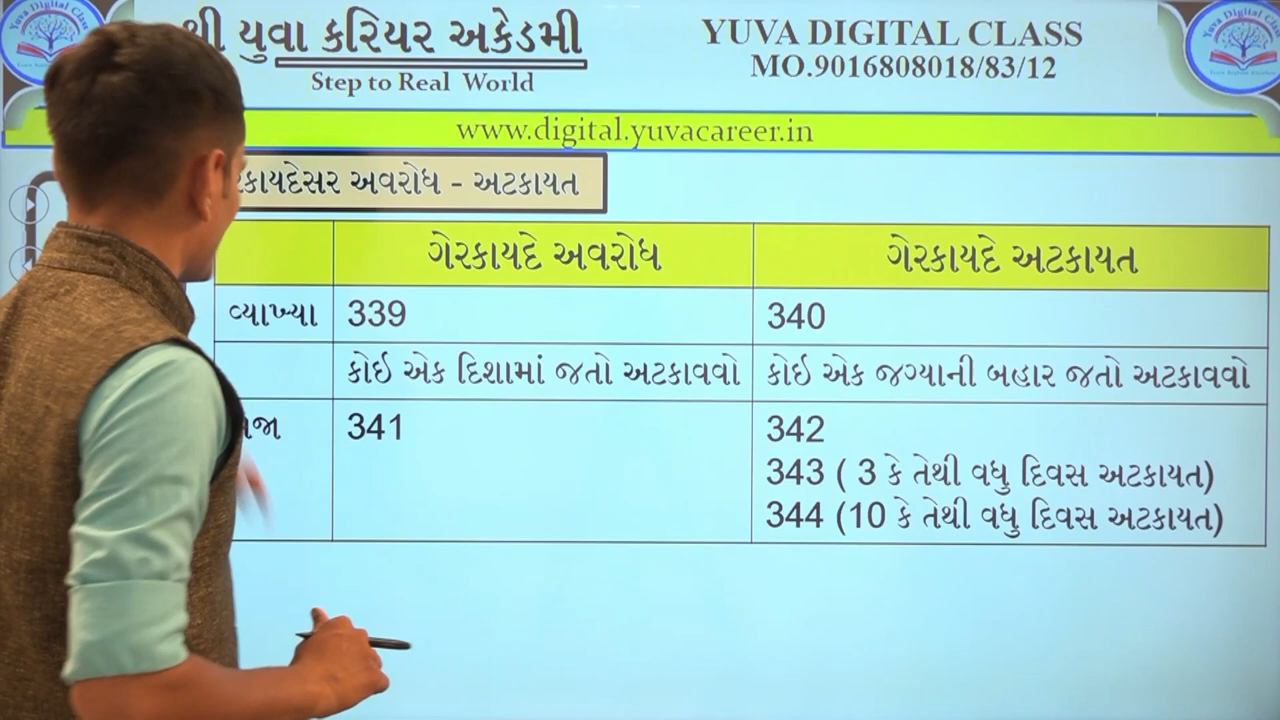 શ્રી યુવા કરિયર અકેડમી
Step to Real World
YUVA DIGITAL CLASS
MO.9016808018/83/12
www.digital.yuvacareer.in
અવરોધ - અટકાયત
ગેરકાયદે અવરોધ ગેરકાયદે અટકાયત
વ્યાખ્યા 339 340
કોઇ એક દિશામાં જતો અટકાવવો કોઇ એક જગ્યાની બહાર જતો અટકાવવો
341 342
343 ( 3 કે તેથી વધુ દિવસ અટકાયત)
344 (10 કે તેથી વધુ દિવસ અટકાયત)